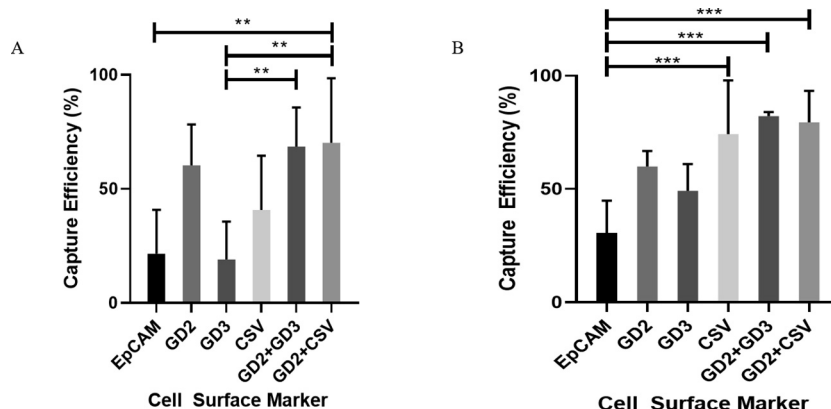 A
**
**
**
Capture Efficiency (%)
100
50
0
EpCAM
GD2
GD3
CSV
GD2+GD3
GD2+CSV
Cell Surface Marker
B
***
***
***
Capture Efficiency (%)
100
50
0
EpCAM
GD2
GD3
CSV
GD2+GD3
GD2+CSV
Cell Surface Marker